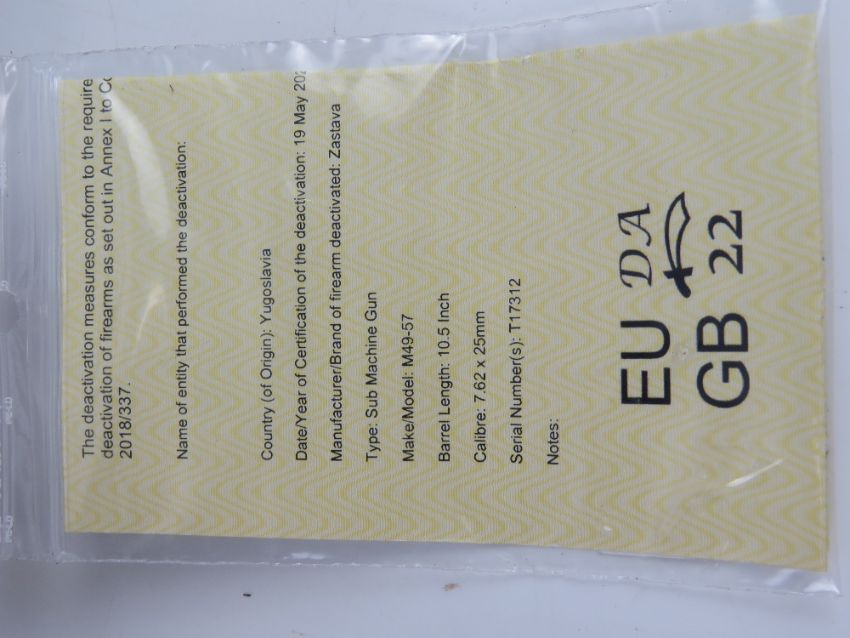 The deactivation measures conform to the require
deactivation of firearms as set out in Annex I to Co
2018/337.
Name of entity that performed the deactivation:
Country (of Origin): Yugoslavia
Date/Year of Certification of the deactivation: 19 May 202
Manufacturer/Brand of firearm deactivated: Zastava
Type: Sub Machine Gun
Make/Model: M49-57
Barrel Length: 10.5 Inch
Calibre: 7.62 x 25mm
Serial Number(s): T17312
Notes:
EU DA
GB 22